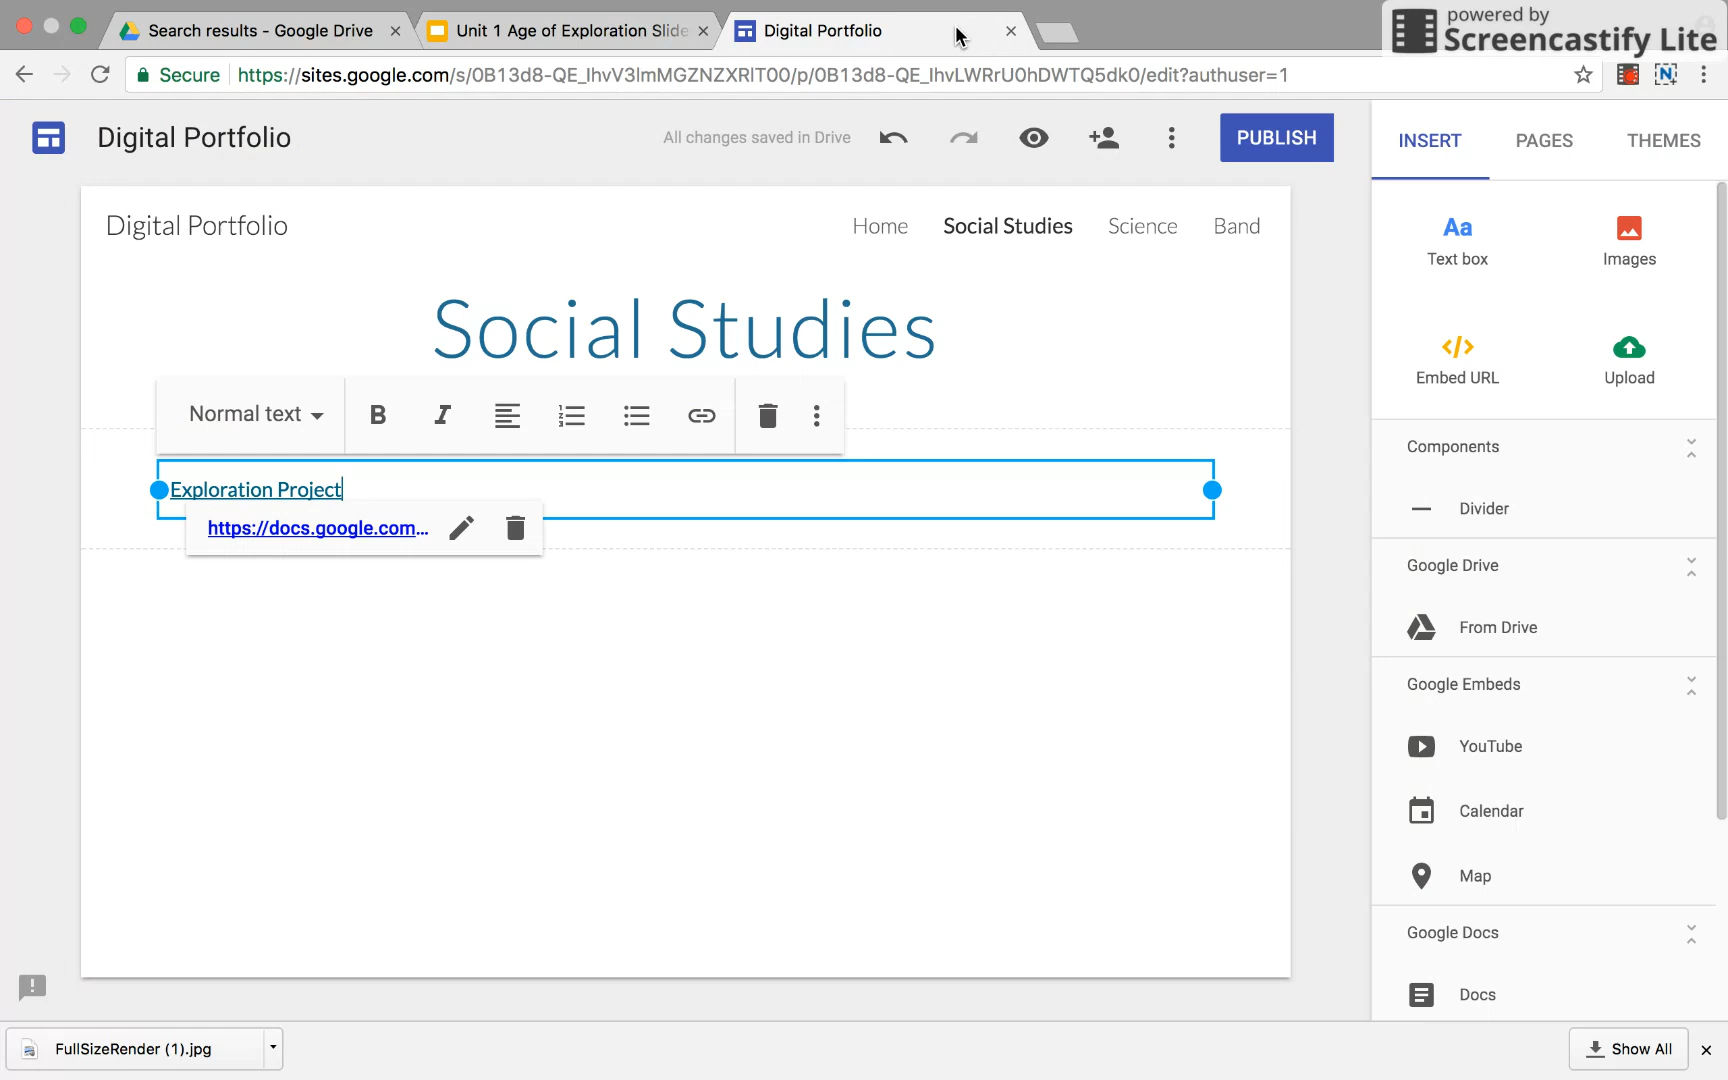 Search results - Google Drive
Unit 1 Age of Exploration Slide
Digital Portfolio
powered by
Screencastify Lite
Secure
https://sites.google.com/s/0B13d8-QE_IhvV3lmMGZNZXRlT00/p/0B13d8-QE_IhvLWRrU0hDWTQ5dk0/edit?authuser=1
Digital Portfolio
All changes saved in Drive
PUBLISH
INSERT
PAGES
THEMES
Digital Portfolio
Home
Social Studies
Science
Band
Social Studies
Normal text
B
I
Exploration Project
https://docs.google.com...
Aa
Text box
Images
Embed URL
Upload
Components
Divider
Google Drive
From Drive
Google Embeds
YouTube
Calendar
Map
Google Docs
Docs
FullSizeRender (1).jpg
Show All